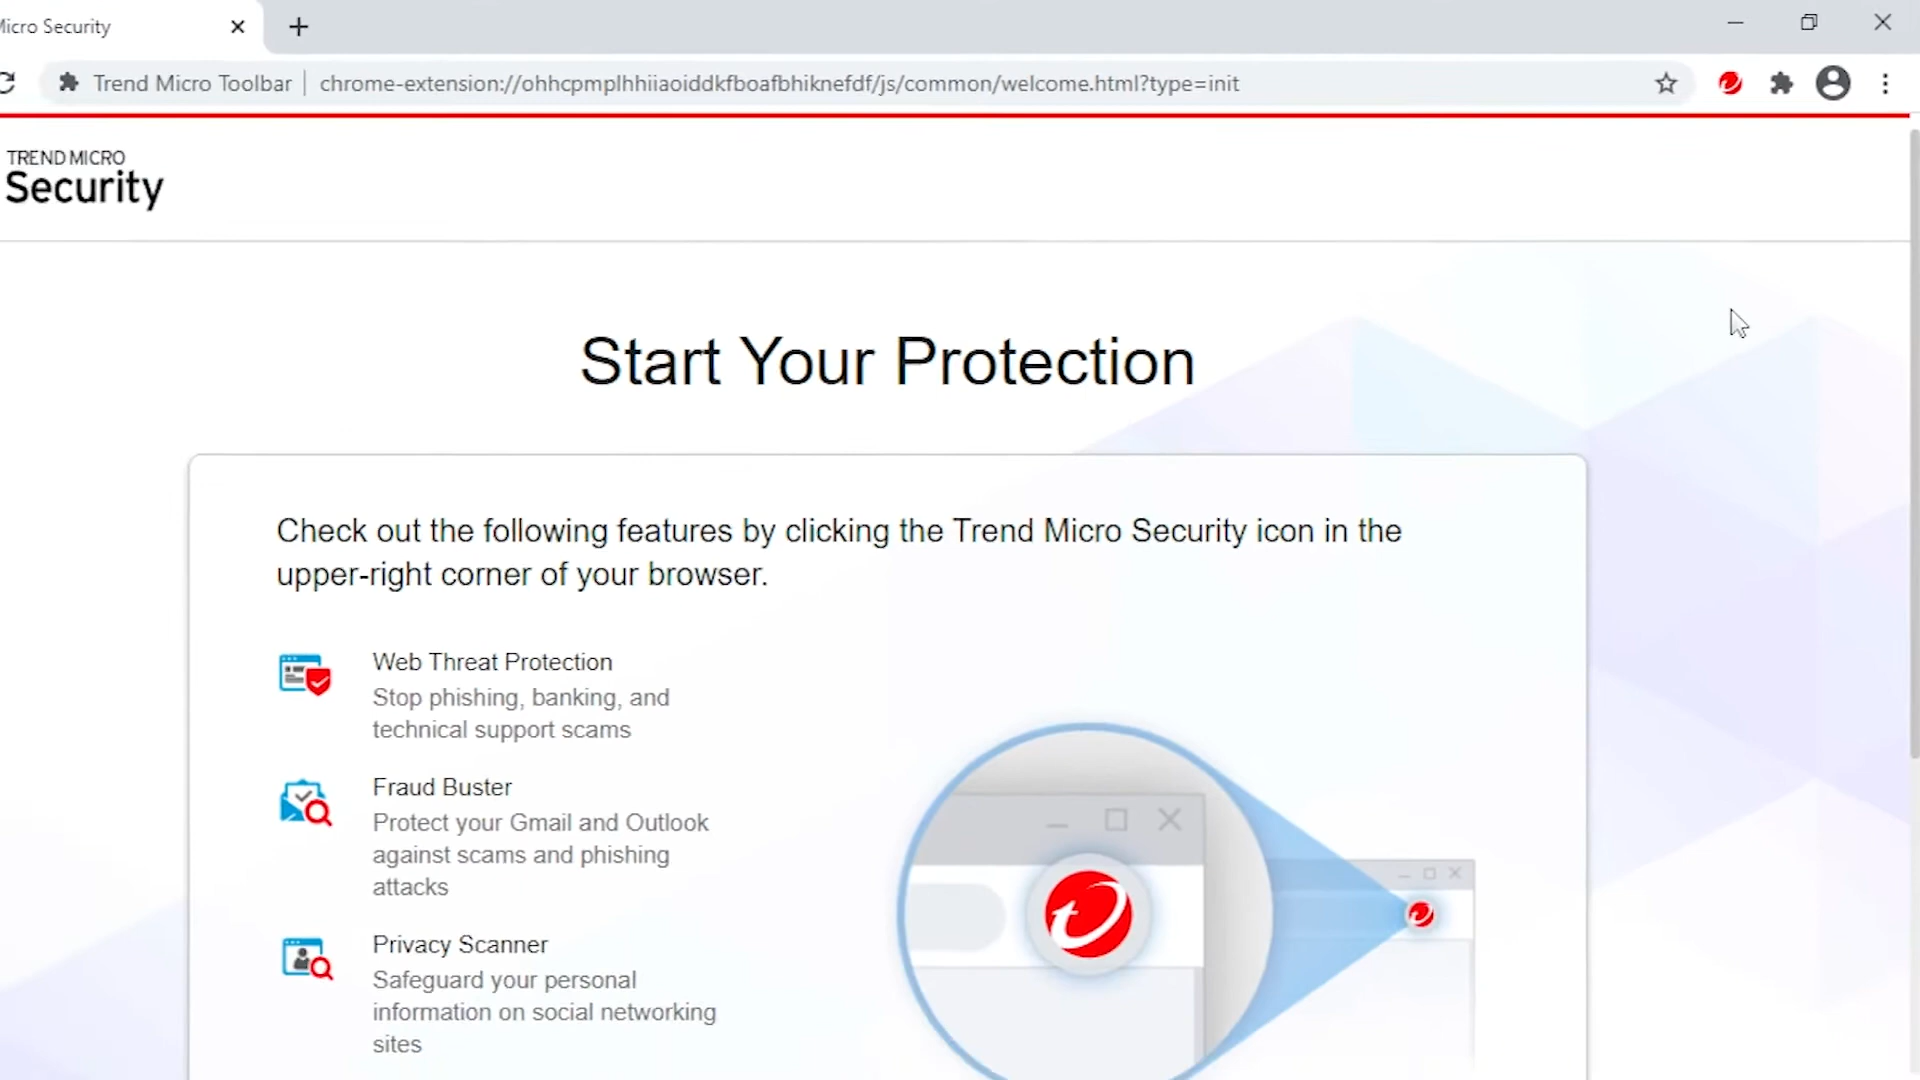 Micro Security
Trend Micro Toolbar
chrome-extension://ohhcpmplhhiiaoiddkfboafbhiknefdf/js/common/welcome.html?type=init
TREND MICRO
Security
Start Your Protection
Check out the following features by clicking the Trend Micro Security icon in the
upper-right corner of your browser.
Web Threat Protection
Stop phishing, banking, and
technical support scams
Fraud Buster
Protect your Gmail and Outlook
against scams and phishing
attacks
Privacy Scanner
Safeguard your personal
information on social networking
sites